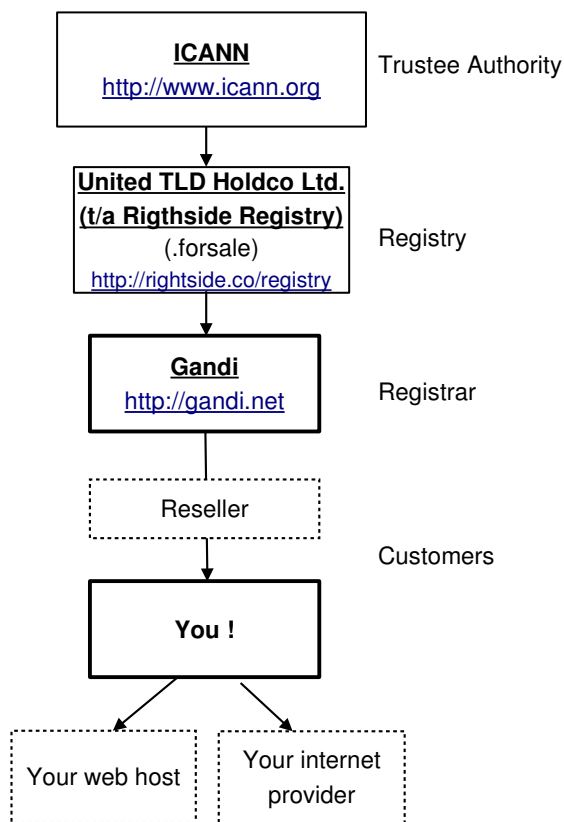 ICANN
http://www.icann.org
Trustee Authority
United TLD Holdco Ltd.
(t/a Rigthside Registry)
(.forsale)
http://rightside.co/registry
Registry
Gandi
http://gandi.net
Registrar
Reseller
Customers
You !
Your web host
Your internet
provider